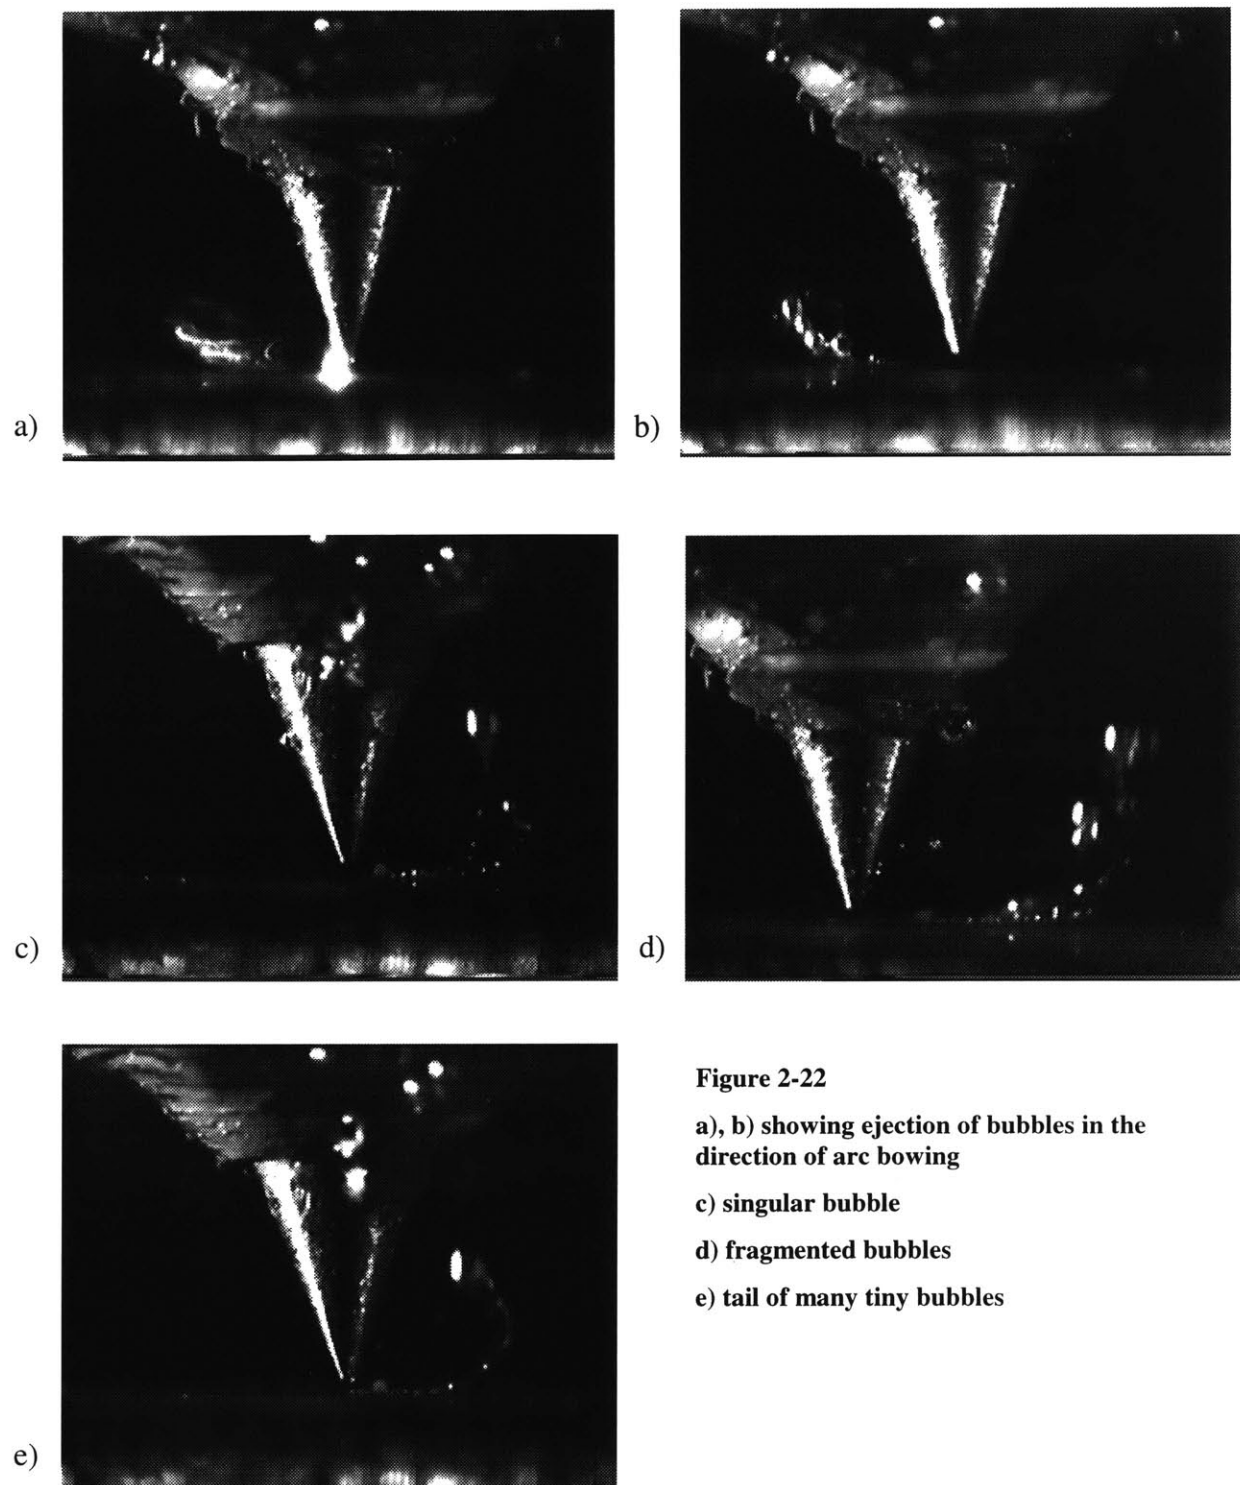 a)
b)
c)
d)
e)
Figure 2-22
a), b) showing ejection of bubbles in the
direction of arc bowing
c) singular bubble
d) fragmented bubbles
e) tail of many tiny bubbles